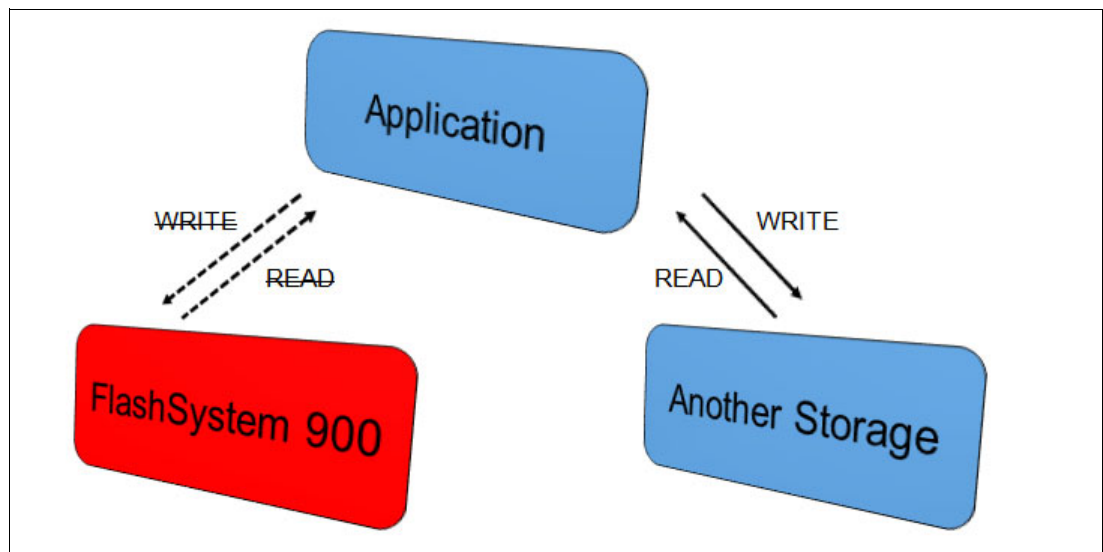 Application
WRITE
READ
READ
WRITE
FlashSystem 900
Another Storage